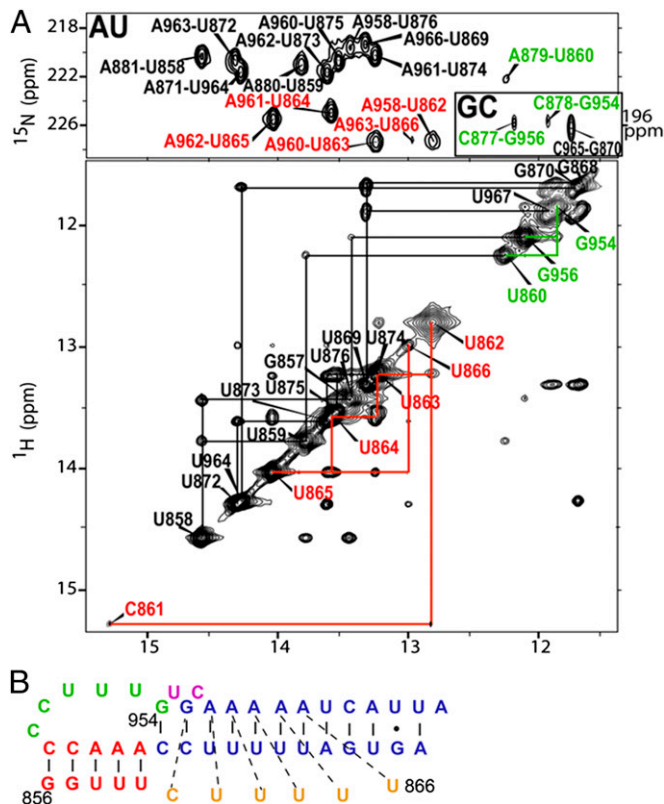 A
AU
GC
15N (ppm)
218
222
226
196
ppm
A963-U872
A960-U875
A958-U876
A962-U873
A966-U869
A881-U858
A961-U874
A871-U964
A880-U859
A879-U860
A961-U864
A963-U866
A958-U862
A962-U865
A960-U863
C878-G954
C877-G956
C965-G870
G870
G868
U967
G954
G956
U860
U862
U866
U869
U874
G857
U876
U863
U873
U875
U864
U859
U964
U872
U865
U858
C861
1H (ppm)
12
13
14
15
15
14
13
12
B
U U U U C
C G G A A A A A U C A U U A
954
C
C C A A A C C U U U U U A G U G A
G G U U U C U U U U U 866
856